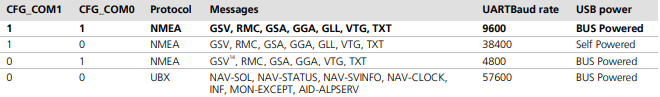 CFG_COM1 CFG_COM0 Protocol Messages UARTBaud rate USB power
1 1 NMEA GSV, RMC, GSA, GGA, GLL, VTG, TXT 9600 BUS Powered
1 0 NMEA GSV, RMC, GSA, GGA, GLL, VTG, TXT 38400 Self Powered
0 1 NMEA GSV¹⁴, RMC, GSA, GGA, VTG, TXT 4800 BUS Powered
0 0 UBX NAV-SOL, NAV-STATUS, NAV-SVINFO, NAV-CLOCK, 57600 BUS Powered
INF, MON-EXCEPT, AID-ALPSERV